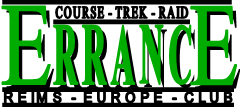 COURSE - TREK - RAID
ERRANCE
REIMS - EUROPE - CLUB